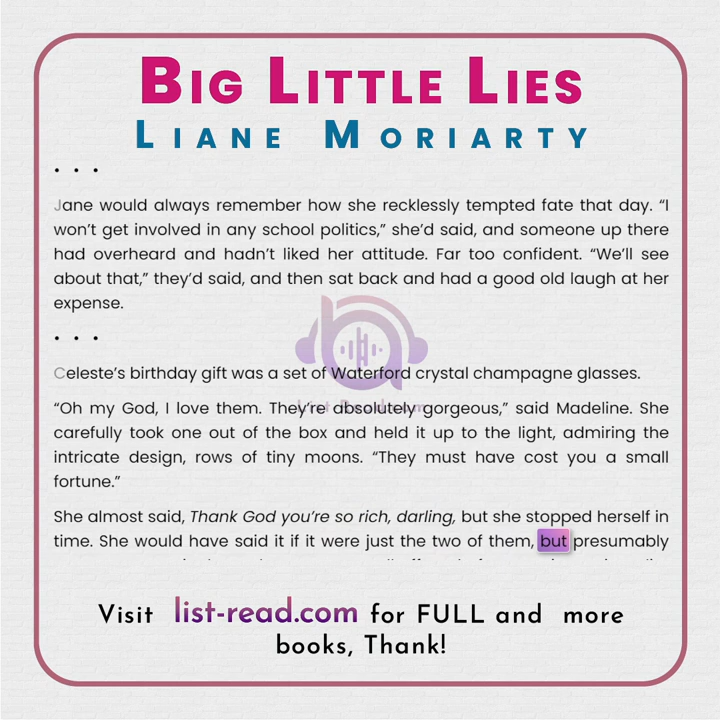 Big Little Lies
Liane Moriarty
. . .
Jane would always remember how she recklessly tempted fate that day. “I
won’t get involved in any school politics,” she’d said, and someone up there
had overheard and hadn’t liked her attitude. Far too confident. “We’ll see
about that,” they’d said, and then sat back and had a good old laugh at her
expense.
. . .
Celeste’s birthday gift was a set of Waterford crystal champagne glasses.
“Oh my God, I love them. They’re absolutely gorgeous,” said Madeline. She
carefully took one out of the box and held it up to the light, admiring the
intricate design, rows of tiny moons. “They must have cost you a small
fortune.”
She almost said, Thank God you’re so rich, darling, but she stopped herself in
time. She would have said it if it were just the two of them, but presumably
Visit list-read.com for FULL and more
books, Thank!